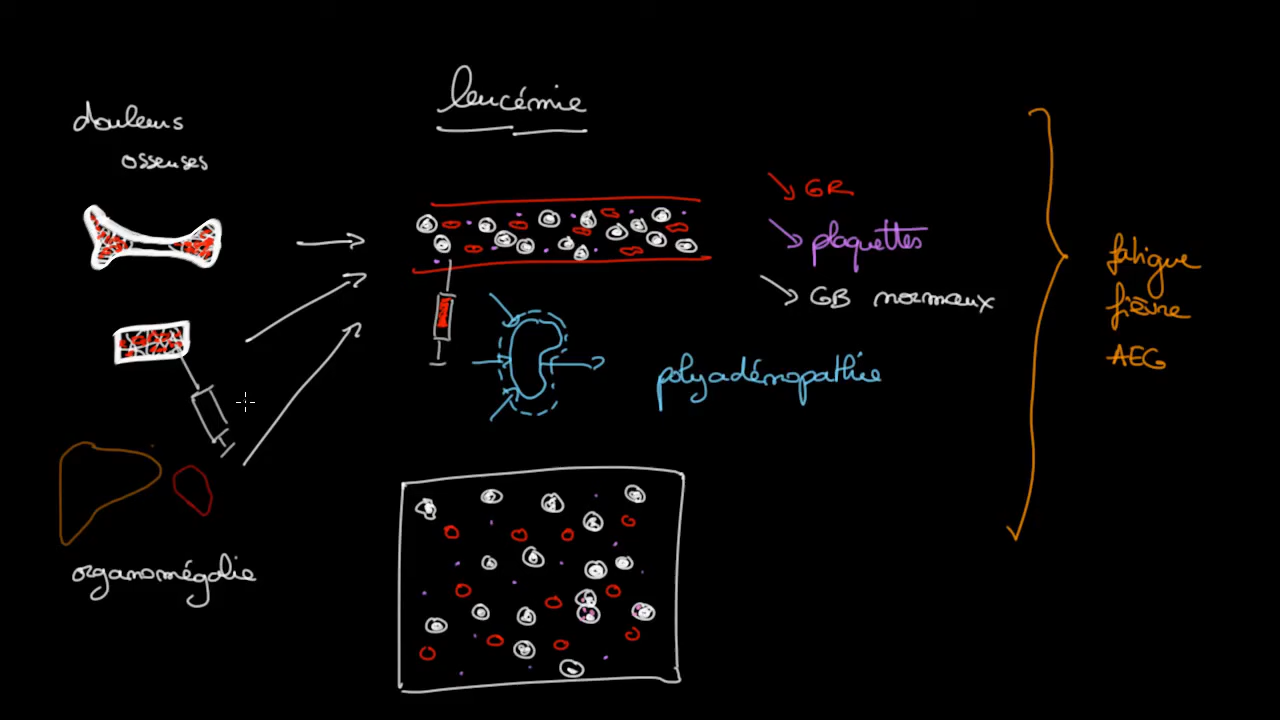 leucémie
douleurs
osseuses
GR
plaquettes
GB normaux
polyadénopathie
organomégalie
fatigue
fièvre
AEG